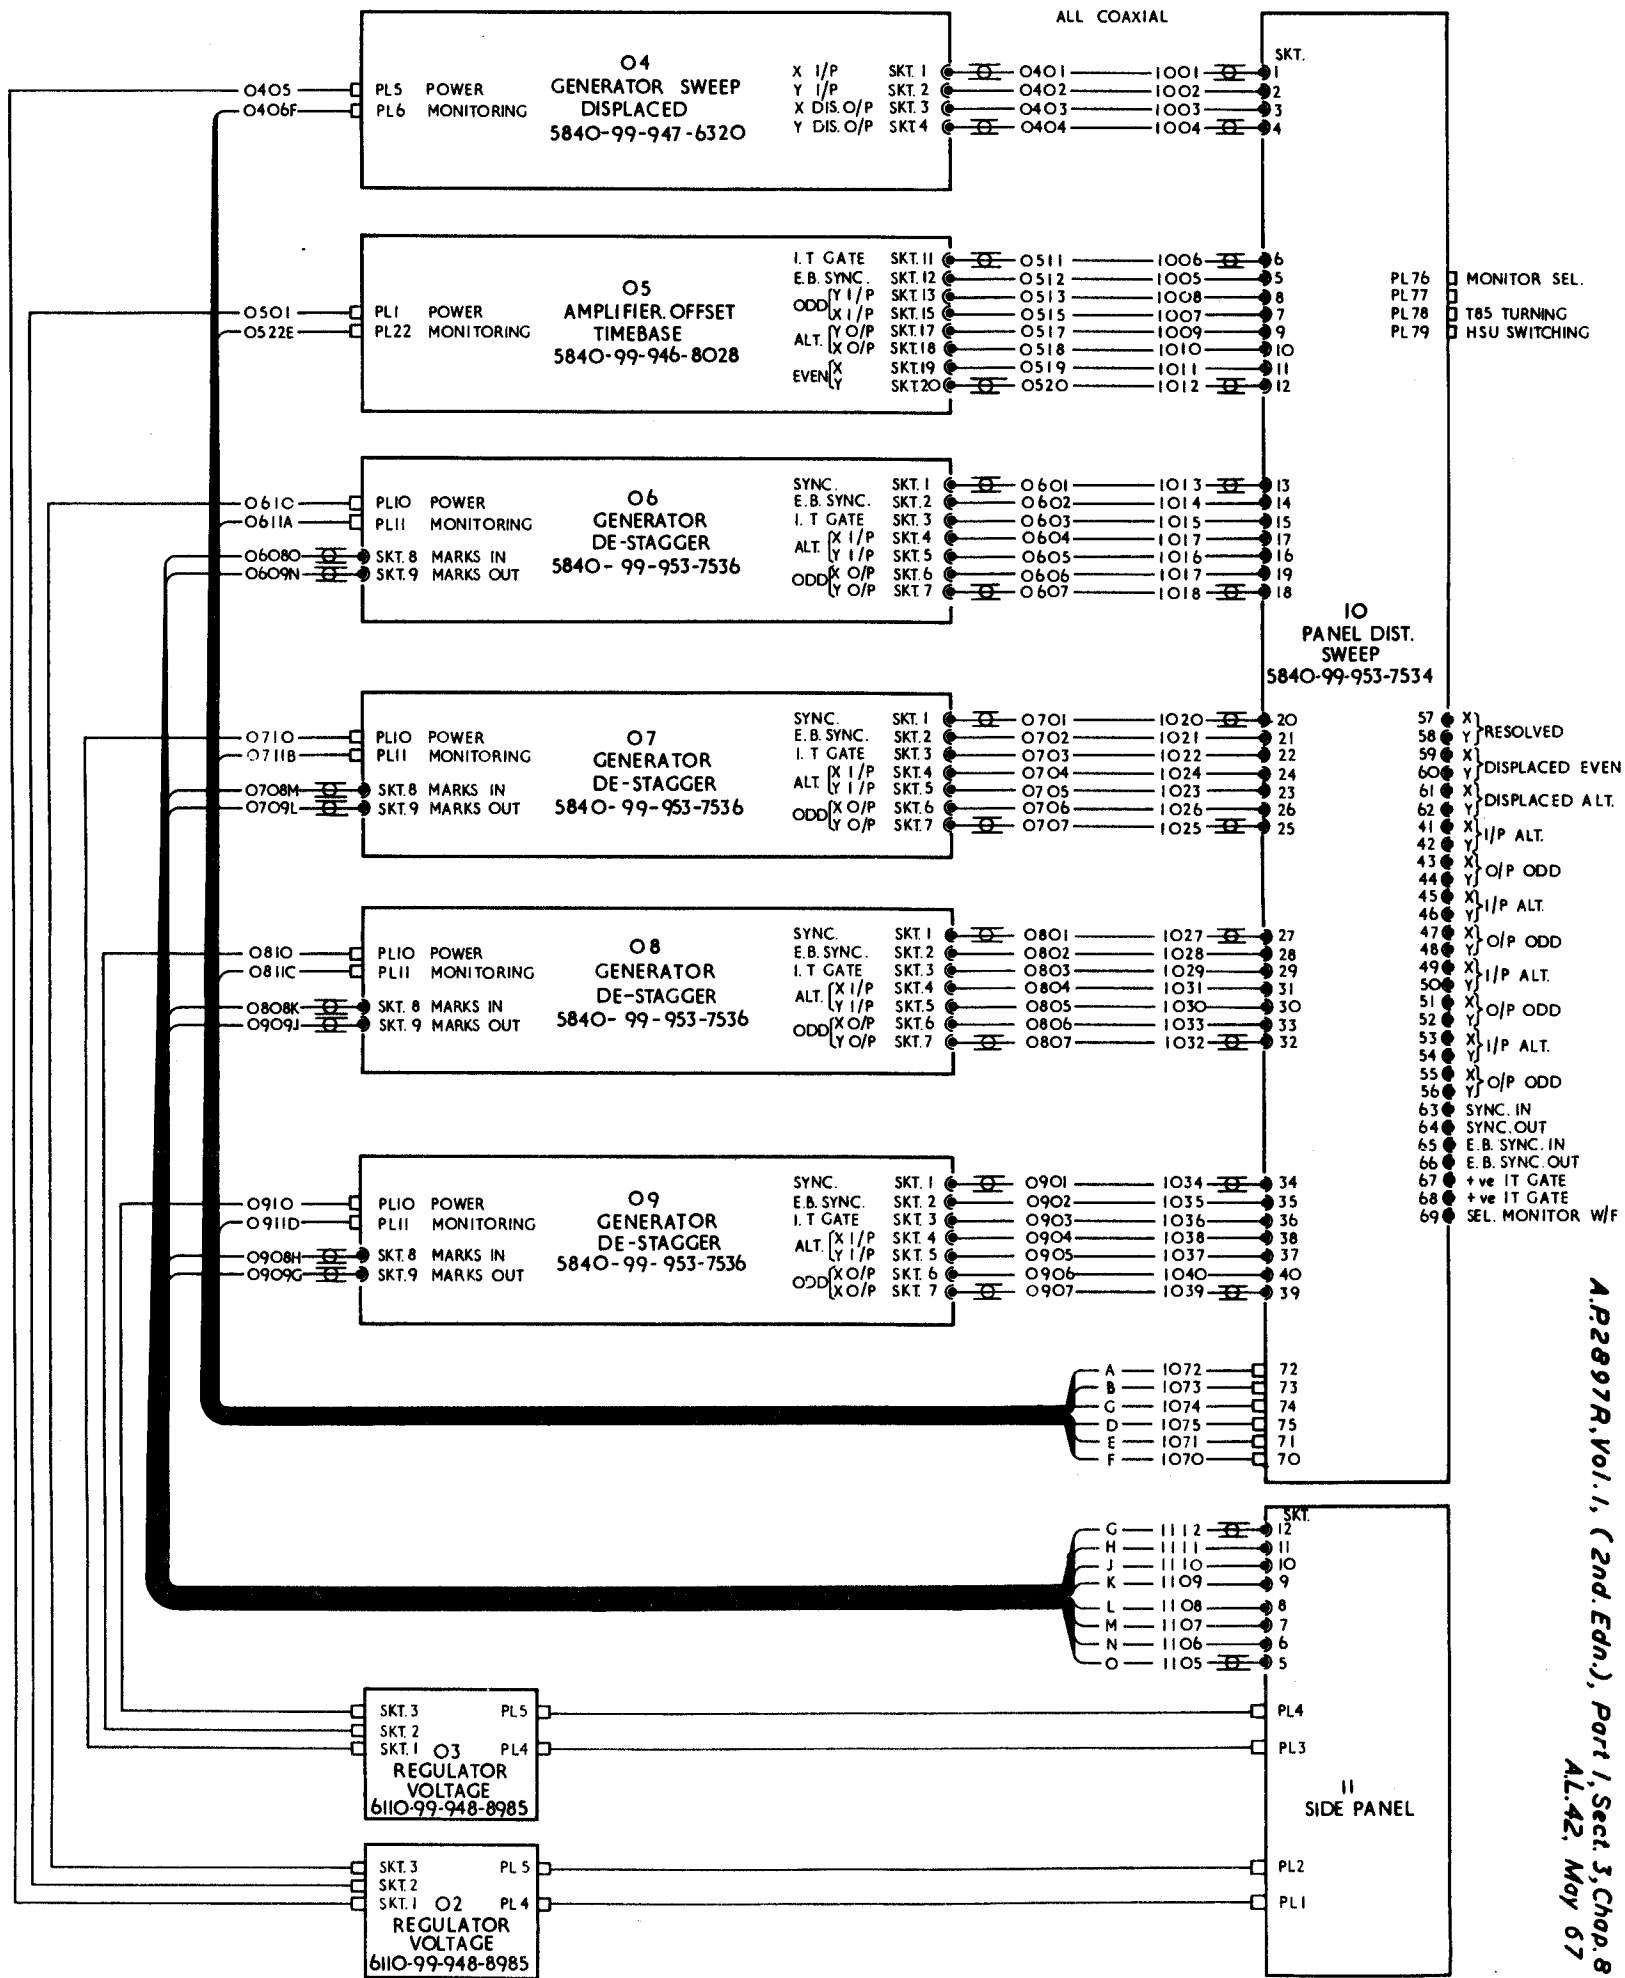 ALL COAXIAL
O4
GENERATOR SWEEP
DISPLACED
5840-99-947-6320
0405 PL5 POWER
0406F PL6 MONITORING
X I/P SKT. 1 0401 1001 1
Y I/P SKT. 2 0402 1002 2
X DIS. O/P SKT. 3 0403 1003 3
Y DIS. O/P SKT. 4 0404 1004 4
SKT.
O5
AMPLIFIER. OFFSET
TIMEBASE
5840-99-946-8028
0501 PL1 POWER
0522E PL22 MONITORING
I.T GATE SKT. 11 0511 1006 6
E.B. SYNC. SKT. 12 0512 1005 5
ODD Y I/P SKT. 13 0513 1008 8
X I/P SKT. 15 0515 1007 7
ALT. Y O/P SKT. 17 0517 1009 9
X O/P SKT. 18 0518 1010 10
EVEN X SKT. 19 0519 1011 11
Y SKT. 20 0520 1012 12
PL76 MONITOR SEL.
PL77
PL78 T85 TURNING
PL79 HSU SWITCHING
O6
GENERATOR
DE-STAGGER
5840-99-953-7536
0610 PL10 POWER
0611A PL11 MONITORING
0608O SKT. 8 MARKS IN
0609N SKT. 9 MARKS OUT
SYNC. SKT. 1 0601 1013 13
E.B. SYNC. SKT. 2 0602 1014 14
I. T GATE SKT. 3 0603 1015 15
ALT. X I/P SKT. 4 0604 1017 17
Y I/P SKT. 5 0605 1016 16
ODD X O/P SKT. 6 0606 1017 19
Y O/P SKT. 7 0607 1018 18
10
PANEL DIST.
SWEEP
5840-99-953-7534
O7
GENERATOR
DE-STAGGER
5840-99-953-7536
0710 PL10 POWER
0711B PL11 MONITORING
0708M SKT. 8 MARKS IN
0709L SKT. 9 MARKS OUT
SYNC. SKT. 1 0701 1020 20
E.B. SYNC. SKT. 2 0702 1021 21
I. T GATE SKT. 3 0703 1022 22
ALT. X I/P SKT. 4 0704 1024 24
Y I/P SKT. 5 0705 1023 23
ODD X O/P SKT. 6 0706 1026 26
Y O/P SKT. 7 0707 1025 25
57 X
58 Y RESOLVED
59 X
60 Y DISPLACED EVEN
61 X
62 Y DISPLACED ALT.
41 X
42 Y I/P ALT.
43 X
44 Y O/P ODD
45 X
46 Y I/P ALT.
47 X
48 Y O/P ODD
49 X
50 Y I/P ALT.
51 X
52 Y O/P ODD
53 X
54 Y I/P ALT.
55 X
56 Y O/P ODD
63 SYNC. IN
64 SYNC. OUT
65 E.B. SYNC. IN
66 E.B. SYNC. OUT
67 +ve IT GATE
68 +ve IT GATE
69 SEL. MONITOR W/F
O8
GENERATOR
DE-STAGGER
5840-99-953-7536
0810 PL10 POWER
0811C PL11 MONITORING
0808K SKT. 8 MARKS IN
0909J SKT. 9 MARKS OUT
SYNC. SKT. 1 0801 1027 27
E.B. SYNC. SKT. 2 0802 1028 28
I. T GATE SKT. 3 0803 1029 29
ALT. X I/P SKT. 4 0804 1031 31
Y I/P SKT. 5 0805 1030 30
ODD X O/P SKT. 6 0806 1033 33
Y O/P SKT. 7 0807 1032 32
O9
GENERATOR
DE-STAGGER
5840-99-953-7536
0910 PL10 POWER
0911D PL11 MONITORING
0908H SKT. 8 MARKS IN
0909G SKT. 9 MARKS OUT
SYNC. SKT. 1 0901 1034 34
E.B. SYNC. SKT. 2 0902 1035 35
I. T GATE SKT. 3 0903 1036 36
ALT. X I/P SKT. 4 0904 1038 38
Y I/P SKT. 5 0905 1037 37
ODD X O/P SKT. 6 0906 1040 40
X O/P SKT. 7 0907 1039 39
A 1072 72
B 1073 73
G 1074 74
D 1075 75
E 1071 71
F 1070 70
SKT.
G 1112 12
H 1111 11
J 1110 10
K 1109 9
L 1108 8
M 1107 7
N 1106 6
O 1105 5
SKT. 3 PL5 PL4
SKT. 2
SKT. 1 O3 PL4 PL3
REGULATOR
VOLTAGE
6110-99-948-8985
11
SIDE PANEL
SKT. 3 PL5 PL2
SKT. 2
SKT. 1 O2 PL4 PL1
REGULATOR
VOLTAGE
6110-99-948-8985
A.P.2897R, Vol. 1, (2nd. Edn.), Part 1, Sect. 3, Chap. 8
A.L. 42, May 67